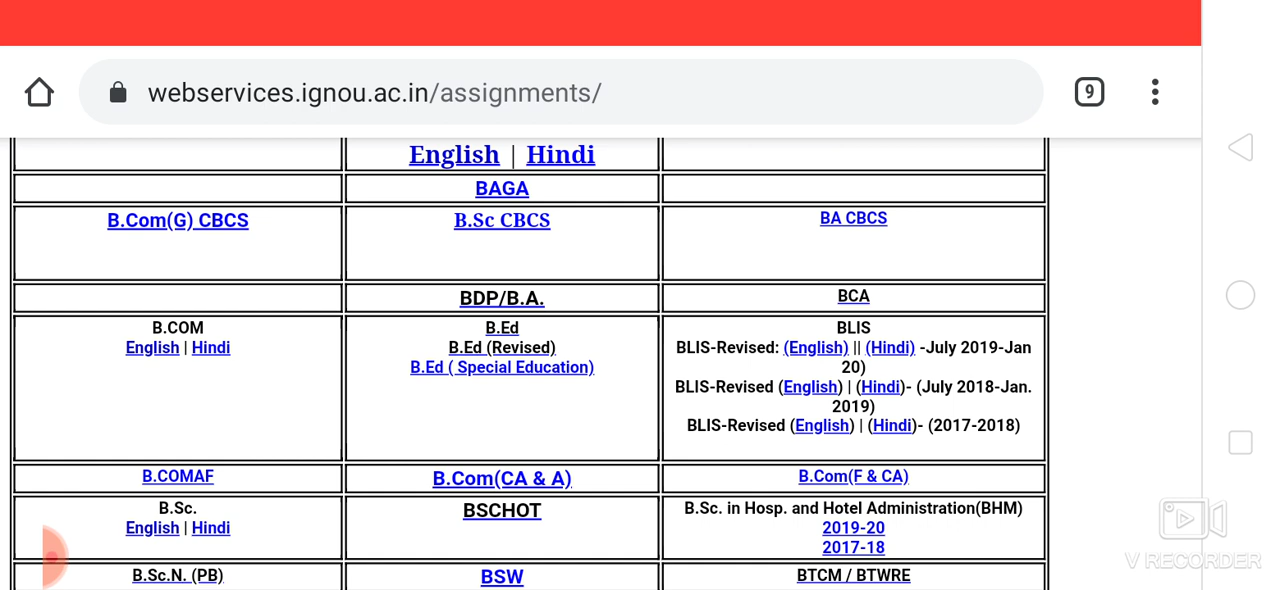 webservices.ignou.ac.in/assignments/
9
English | Hindi
BAGA
B.Com(G) CBCS
B.Sc CBCS
BA CBCS
BDP/B.A.
BCA
B.COM
English | Hindi
B.Ed
B.Ed (Revised)
B.Ed ( Special Education)
BLIS
BLIS-Revised: (English) || (Hindi) -July 2019-Jan
20)
BLIS-Revised (English) | (Hindi)- (July 2018-Jan.
2019)
BLIS-Revised (English) | (Hindi)- (2017-2018)
B.COMAF
B.Com(CA & A)
B.Com(F & CA)
B.Sc.
English | Hindi
BSCHOT
B.Sc. in Hosp. and Hotel Administration(BHM)
2019-20
2017-18
B.Sc.N. (PB)
BSW
BTCM / BTWRE
V RECORDER